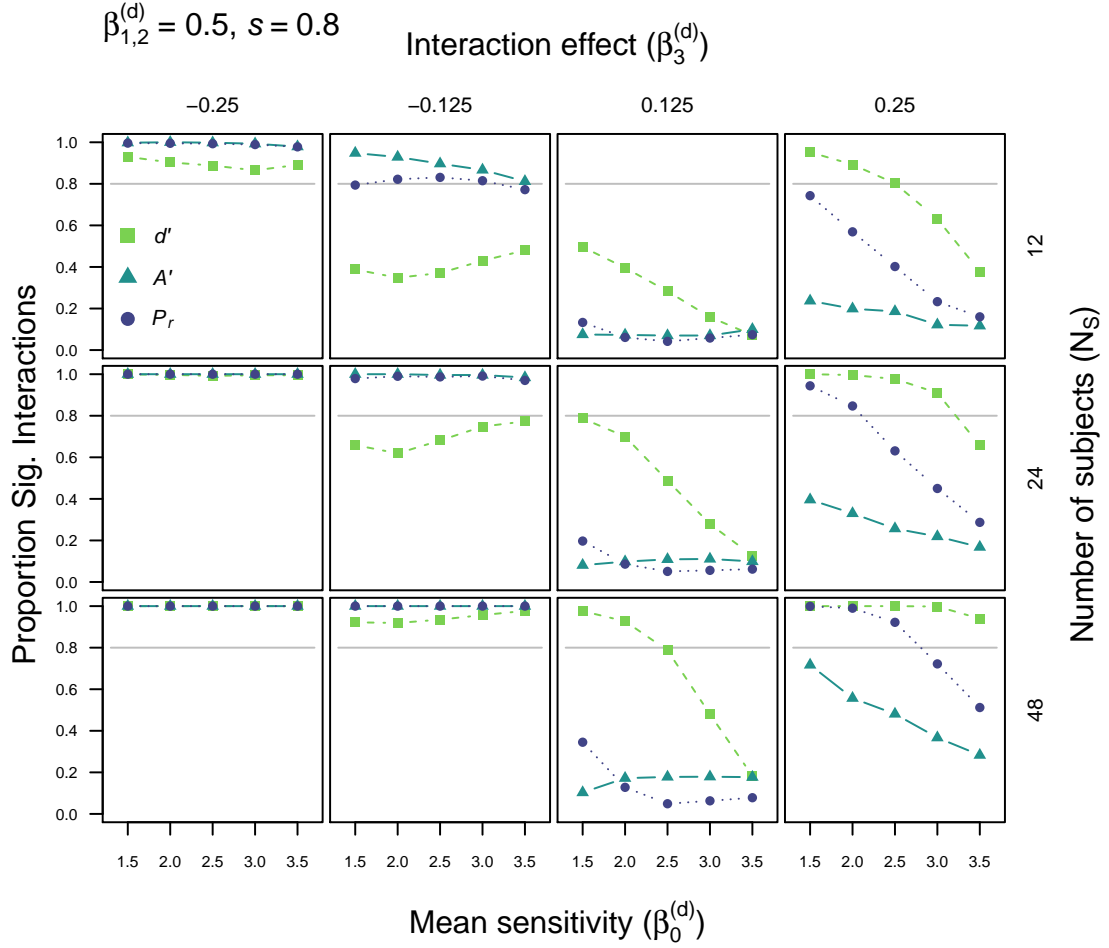 β₁,₂⁽ᵈ⁾ = 0.5, s = 0.8
Interaction effect (β₃⁽ᵈ⁾)
−0.25 −0.125 0.125 0.25
1.0
0.8
0.6
0.4
0.2
0.0
d′
A′
Pᵣ
12
1.0
0.8
0.6
0.4
0.2
0.0
24
1.0
0.8
0.6
0.4
0.2
0.0
48
Proportion Sig. Interactions
Number of subjects (N_S)
1.5 2.0 2.5 3.0 3.5 1.5 2.0 2.5 3.0 3.5 1.5 2.0 2.5 3.0 3.5 1.5 2.0 2.5 3.0 3.5
Mean sensitivity (β₀⁽ᵈ⁾)